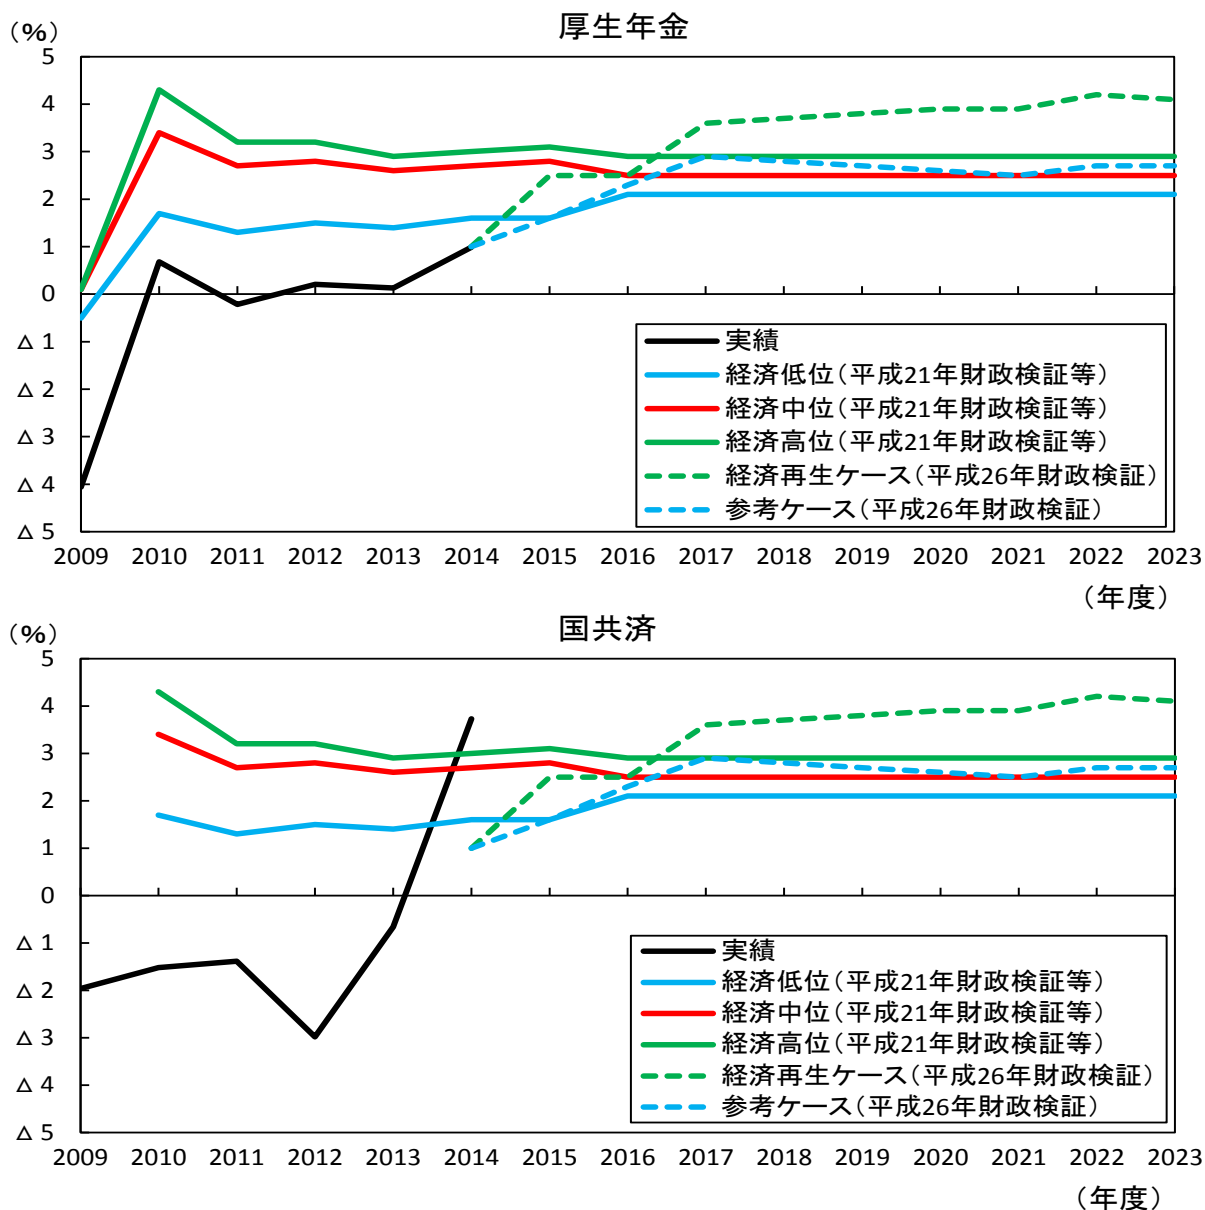 厚生年金
（%）
5
4
3
2
1
0
△ 1
△ 2
△ 3
△ 4
△ 5
実績
経済低位（平成21年財政検証等）
経済中位（平成21年財政検証等）
経済高位（平成21年財政検証等）
経済再生ケース（平成26年財政検証）
参考ケース（平成26年財政検証）
2009 2010 2011 2012 2013 2014 2015 2016 2017 2018 2019 2020 2021 2022 2023
（年度）
国共済
（%）
5
4
3
2
1
0
△ 1
△ 2
△ 3
△ 4
△ 5
実績
経済低位（平成21年財政検証等）
経済中位（平成21年財政検証等）
経済高位（平成21年財政検証等）
経済再生ケース（平成26年財政検証）
参考ケース（平成26年財政検証）
2009 2010 2011 2012 2013 2014 2015 2016 2017 2018 2019 2020 2021 2022 2023
（年度）